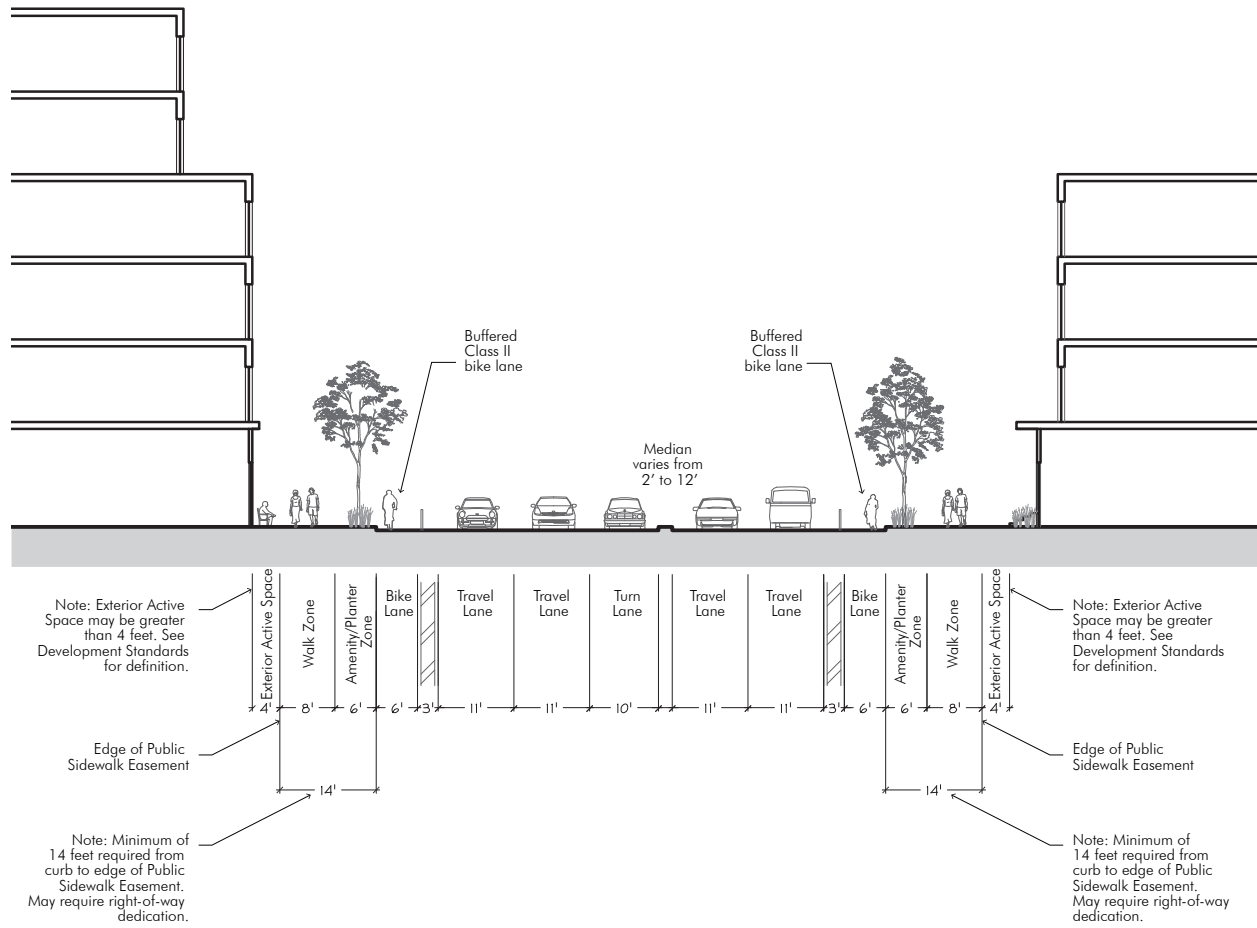 Buffered
Class II
bike lane
Buffered
Class II
bike lane
Median
varies from
2’ to 12’
Note: Exterior Active
Space may be greater
than 4 feet. See
Development Standards
for definition.
Exterior Active Space
Walk Zone
Amenity/Planter
Zone
Bike
Lane
Travel
Lane
Travel
Lane
Turn
Lane
Travel
Lane
Travel
Lane
Bike
Lane
Amenity/Planter
Zone
Walk Zone
Exterior Active Space
Note: Exterior Active
Space may be greater
than 4 feet. See
Development Standards
for definition.
4' 8' 6' 6' 3' 11' 11' 10' 11' 11' 3' 6' 6' 8' 4'
Edge of Public
Sidewalk Easement
Edge of Public
Sidewalk Easement
14'
14'
Note: Minimum of
14 feet required from
curb to edge of Public
Sidewalk Easement.
May require right-of-way
dedication.
Note: Minimum of
14 feet required from
curb to edge of Public
Sidewalk Easement.
May require right-of-way
dedication.